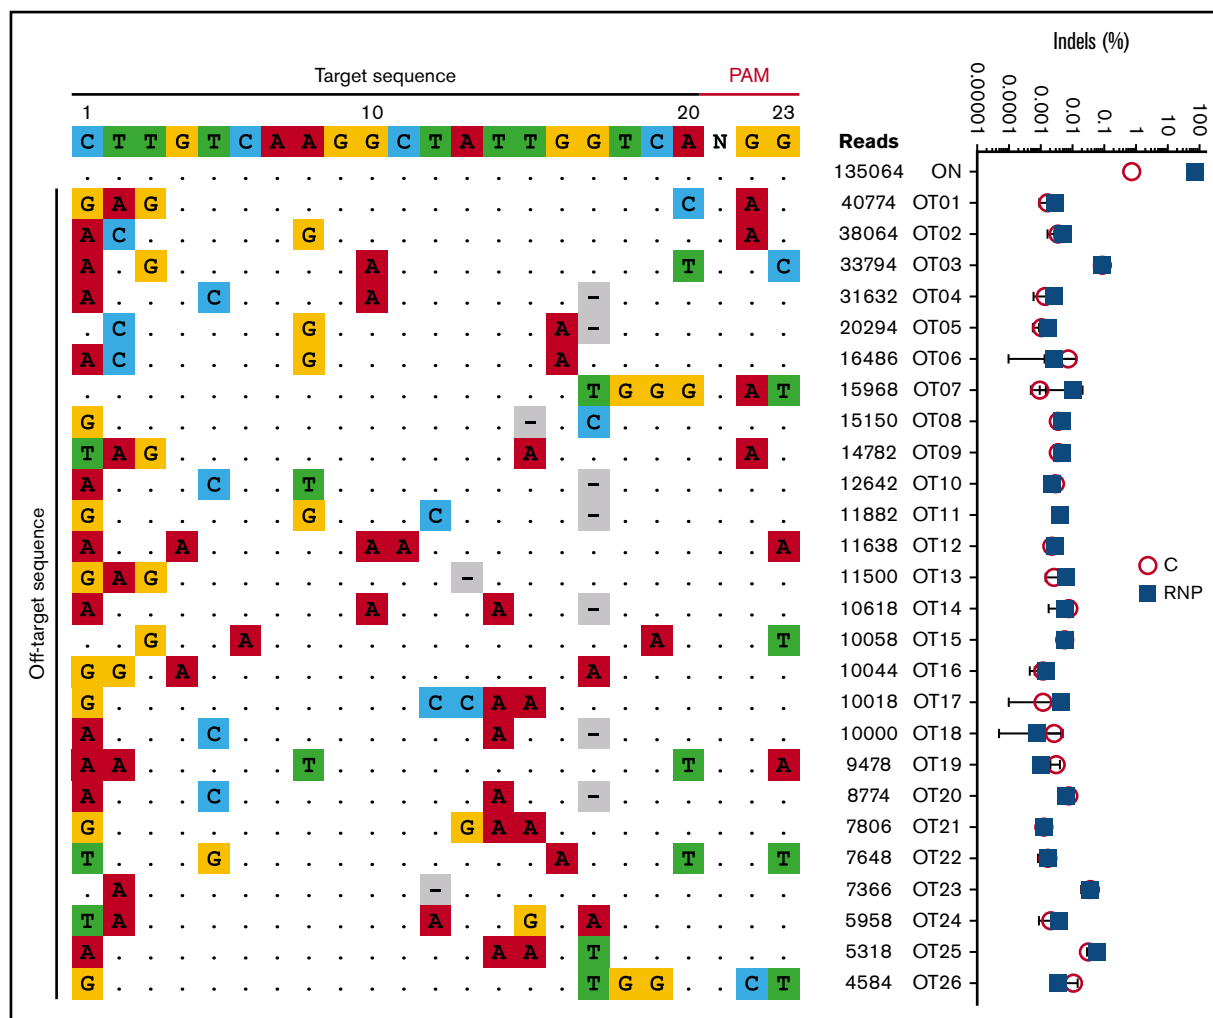 Indels (%)
Target sequence PAM
0.00001 0.0001 0.001 0.01 0.1 1 10 100
1 10 20 23
C T T G T C A A G G C T A T T G G T C A N G G Reads
. . . . . . . . . . . . . . . . . . . . . . . 135064 ON
G A G . . . . . . . . . . . . . . . . C . A . 40774 OT01
A C . . . . . G . . . . . . . . . . . . . A . 38064 OT02
A . G . . . . . . A . . . . . . . . . T . . C 33794 OT03
A . . . C . . . . A . . . . . . - . . . . . . 31632 OT04
. C . . . . . G . . . . . . . A - . . . . . . 20294 OT05
A C . . . . . G . . . . . . . A . . . . . . . 16486 OT06
. . . . . . . . . . . . . . . . T G G G . A T 15968 OT07
G . . . . . . . . . . . . . - . C . . . . . . 15150 OT08
T A G . . . . . . . . . . . A . . . . . . A . 14782 OT09
A . . . C . . T . . . . . . . . - . . . . . . 12642 OT10
G . . . . . . G . . . C . . . . - . . . . . . 11882 OT11
A . . A . . . . . A A . . . . . . . . . . . A 11638 OT12
G A G . . . . . . . . . - . . . . . . . . . . 11500 OT13
A . . . . . . . . A . . . A . . - . . . . . . 10618 OT14
. . G . . A . . . . . . . . . . . . A . . . T 10058 OT15
G G . A . . . . . . . . . . . . A . . . . . . 10044 OT16
G . . . . . . . . . . C C A A . . . . . . . . 10018 OT17
A . . . C . . . . . . . . A . . - . . . . . . 10000 OT18
A A . . . . . T . . . . . . . . . . . T . . A 9478 OT19
A . . . C . . . . . . . . A . . - . . . . . . 8774 OT20
G . . . . . . . . . . . G A A . . . . . . . . 7806 OT21
T . . . G . . . . . . . . . . A . . . T . . T 7648 OT22
. A . . . . . . . . . - . . . . . . . . . . . 7366 OT23
T A . . . . . . . . . A . . G . A . . . . . . 5958 OT24
A . . . . . . . . . . . . A A . T . . . . . . 5318 OT25
G . . . . . . . . . . . . . . . T G G . . C T 4584 OT26
Off-target sequence
C
RNP